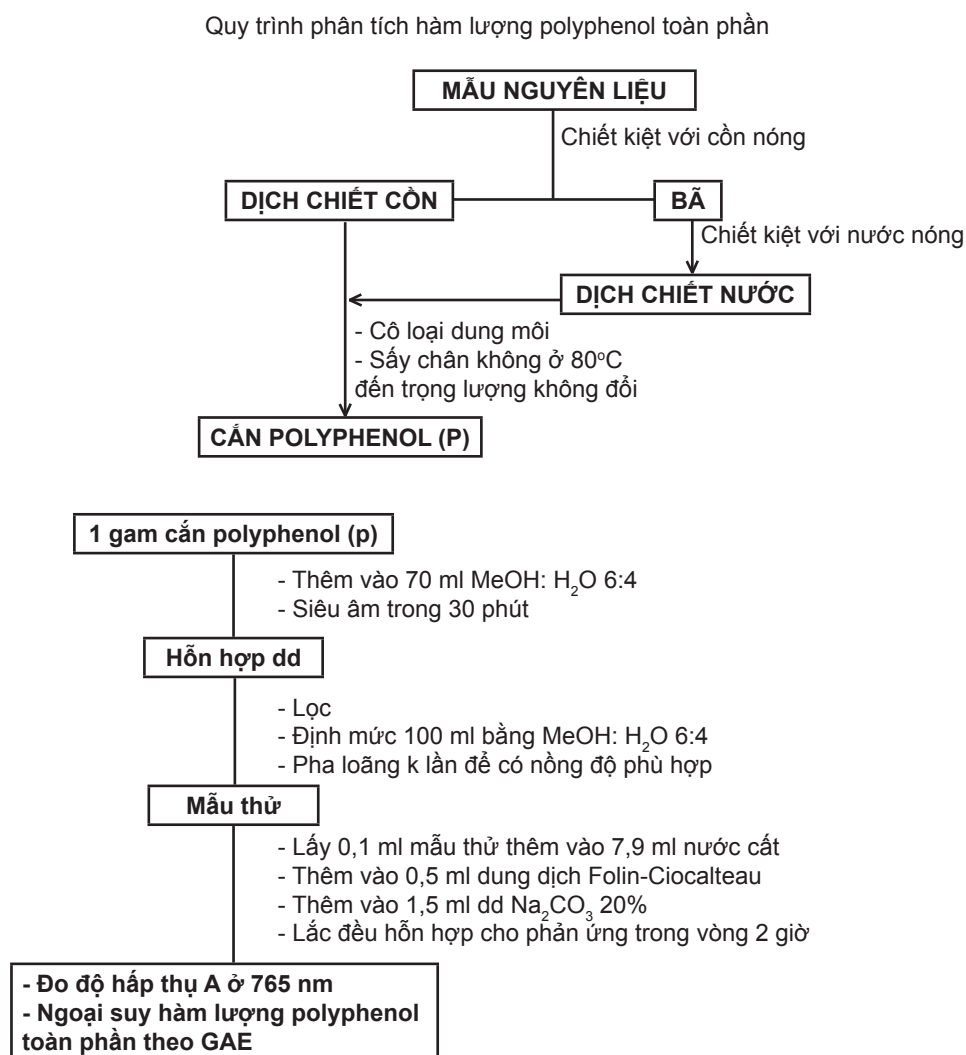 Quy trình phân tích hàm lượng polyphenol toàn phần
MẪU NGUYÊN LIỆU
Chiết kiệt với cồn nóng
DỊCH CHIẾT CỒN
BÃ
Chiết kiệt với nước nóng
DỊCH CHIẾT NƯỚC
- Cô loại dung môi
- Sấy chân không ở 80°C
đến trọng lượng không đổi
CẮN POLYPHENOL (P)
1 gam cắn polyphenol (p)
- Thêm vào 70 ml MeOH: H₂O 6:4
- Siêu âm trong 30 phút
Hỗn hợp dd
- Lọc
- Định mức 100 ml bằng MeOH: H₂O 6:4
- Pha loãng k lần để có nồng độ phù hợp
Mẫu thử
- Lấy 0,1 ml mẫu thử thêm vào 7,9 ml nước cất
- Thêm vào 0,5 ml dung dịch Folin-Ciocalteau
- Thêm vào 1,5 ml dd Na₂CO₃ 20%
- Lắc đều hỗn hợp cho phản ứng trong vòng 2 giờ
- Đo độ hấp thụ A ở 765 nm
- Ngoại suy hàm lượng polyphenol
toàn phần theo GAE